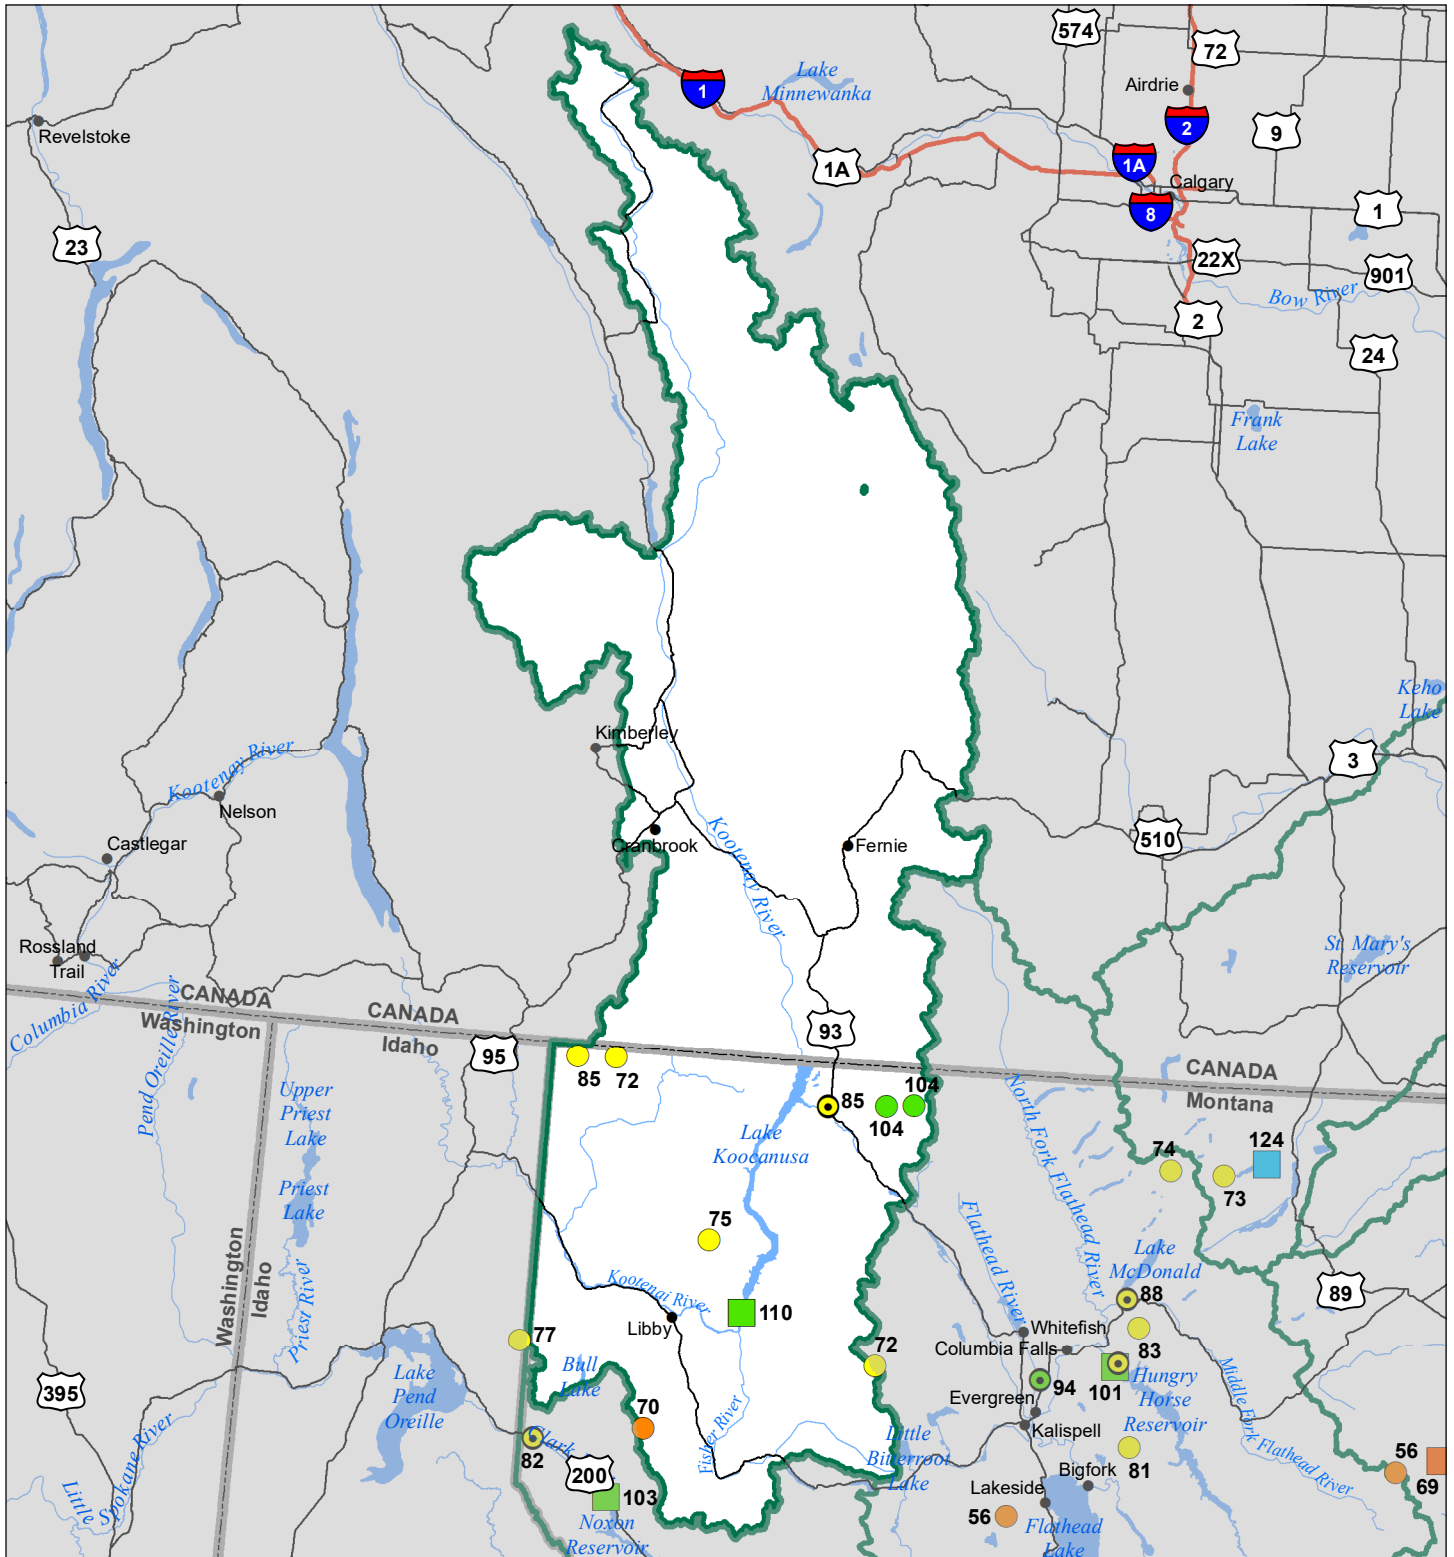 574
72
1
Lake
Minnewanka
Airdrie
2
9
Revelstoke
1A
1A
Calgary
8
1
23
22X
901
Bow River
2
24
Frank
Lake
Keho
Lake
Kimberley
Kootenay River
3
Nelson
Castlegar
Cranbrook
Kootenay River
Fernie
510
Rossland
Trail
St. Mary's
Reservoir
Columbia River
Pend Oreille River
CANADA
Washington
CANADA
Idaho
95
93
85
72
CANADA
Montana
North Fork Flathead River
Upper
Priest
Lake
85
104
104
Lake
Koocanusa
74
124
73
Priest
Lake
Flathead River
75
Lake
McDonald
Washington
Idaho
Priest River
Kootenai River
110
Libby
88
89
Whitefish
83
Columbia Falls
77
Bull
Lake
72
101
Hungry
Horse
Reservoir
94
Evergreen
Lake
Pend
Oreille
395
Middle Fork Flathead River
70
Kalispell
Fisher River
Little
Bitterroot
Lake
Clark
82
81
56
69
Bigfork
200
103
Lakeside
Little
Spokane River
56
Noxon
Reservoir
Flathead
Lake